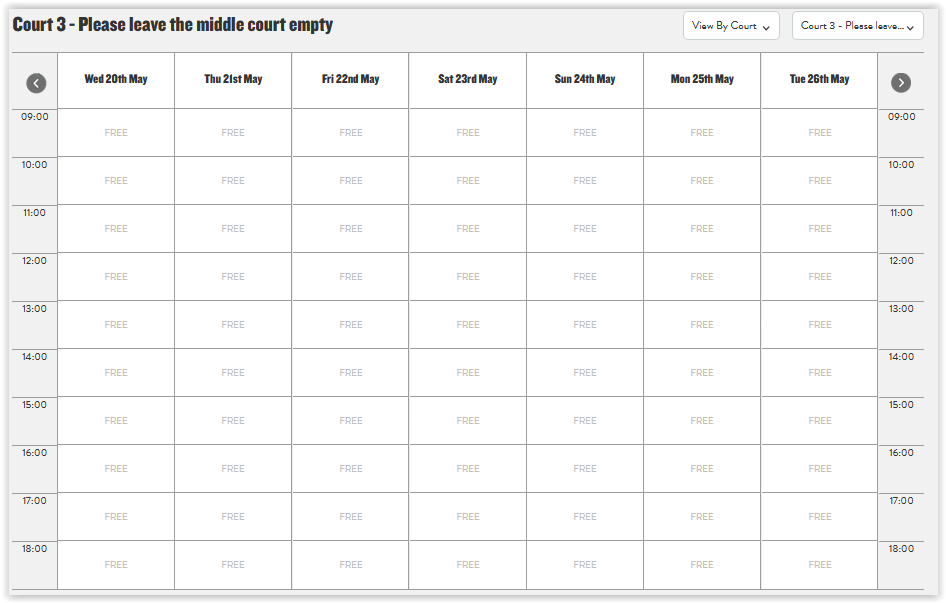 Court 3 - Please leave the middle court empty View By Court Court 3 - Please leave...
Wed 20th May Thu 21st May Fri 22nd May Sat 23rd May Sun 24th May Mon 25th May Tue 26th May
09:00 FREE FREE FREE FREE FREE FREE FREE 09:00
10:00 FREE FREE FREE FREE FREE FREE FREE 10:00
11:00 FREE FREE FREE FREE FREE FREE FREE 11:00
12:00 FREE FREE FREE FREE FREE FREE FREE 12:00
13:00 FREE FREE FREE FREE FREE FREE FREE 13:00
14:00 FREE FREE FREE FREE FREE FREE FREE 14:00
15:00 FREE FREE FREE FREE FREE FREE FREE 15:00
16:00 FREE FREE FREE FREE FREE FREE FREE 16:00
17:00 FREE FREE FREE FREE FREE FREE FREE 17:00
18:00 FREE FREE FREE FREE FREE FREE FREE 18:00